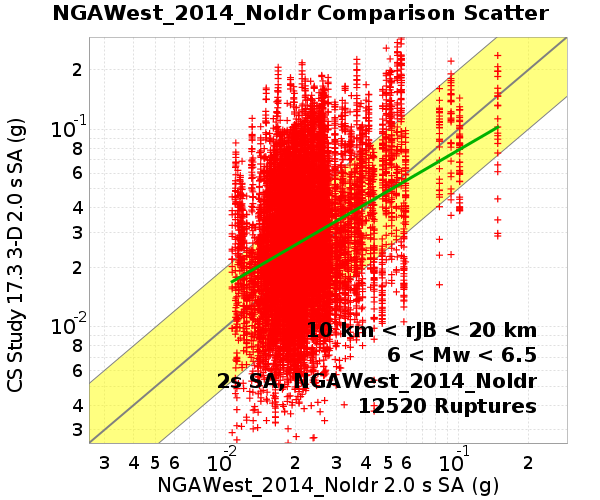 NGAWest_2014_NoIdr Comparison Scatter
CS Study 17.3 3-D 2.0 s SA (g)
2
10-1
8
6
4
3
2
10-2
8
6
4
3
10 km < rJB < 20 km
6 < Mw < 6.5
2s SA, NGAWest_2014_NoIdr
12520 Ruptures
3 4 5 6 10-2 2 3 4 5 6 10-1 2
NGAWest_2014_NoIdr 2.0 s SA (g)